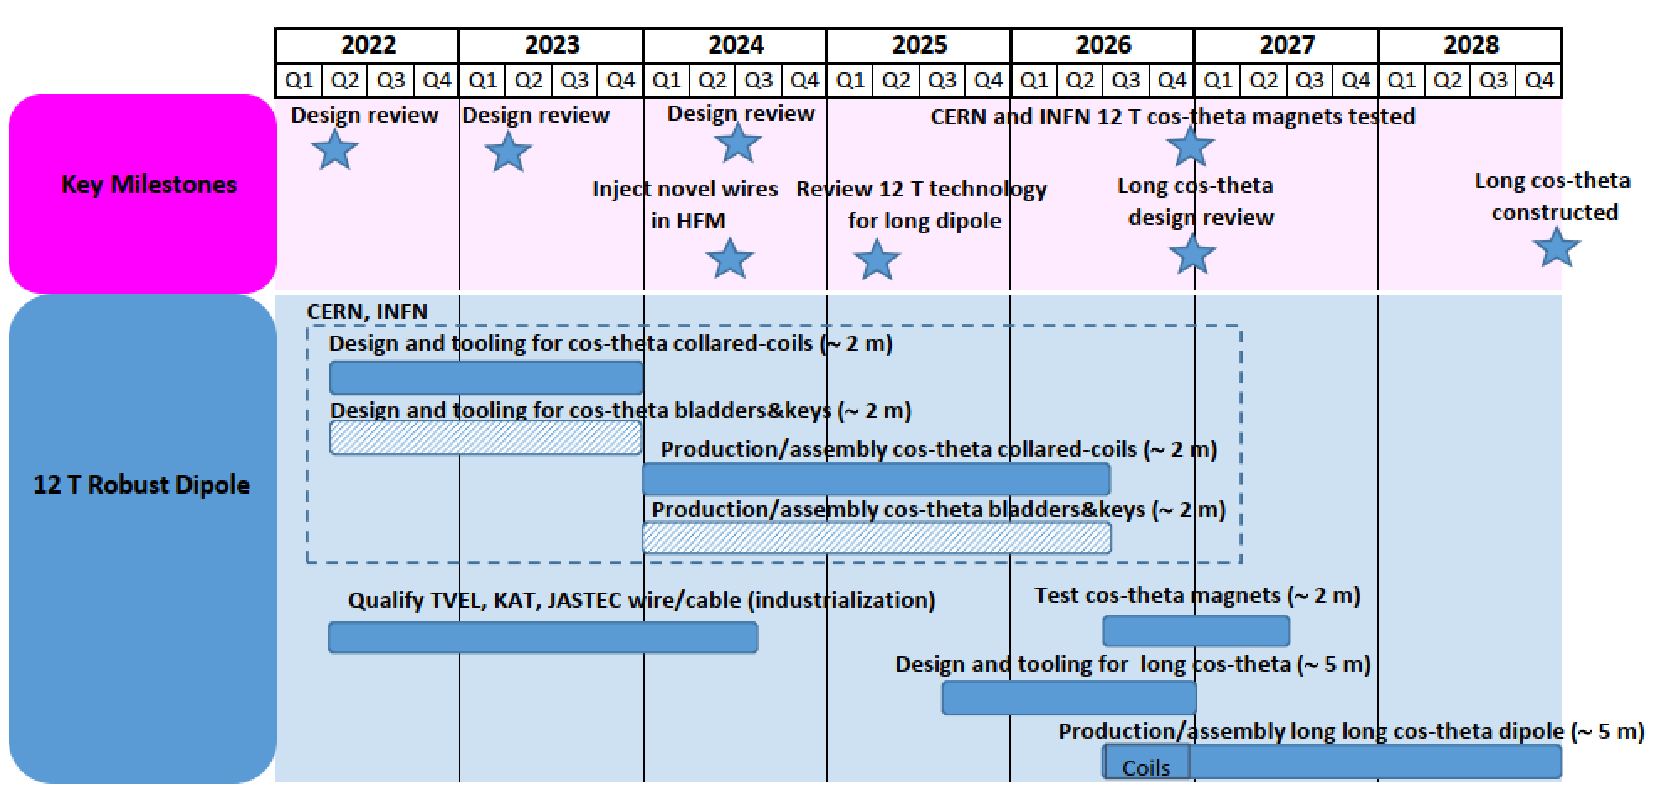 2022 2023 2024 2025 2026 2027 2028
Q1 Q2 Q3 Q4 Q1 Q2 Q3 Q4 Q1 Q2 Q3 Q4 Q1 Q2 Q3 Q4 Q1 Q2 Q3 Q4 Q1 Q2 Q3 Q4 Q1 Q2 Q3 Q4
Key Milestones
Design review
Design review
Design review
CERN and INFN 12 T cos-theta magnets tested
Inject novel wires
in HFM
Review 12 T technology
for long dipole
Long cos-theta
design review
Long cos-theta
constructed
12 T Robust Dipole
CERN, INFN
Design and tooling for cos-theta collared-coils (~ 2 m)
Design and tooling for cos-theta bladders&keys (~ 2 m)
Production/assembly cos-theta collared-coils (~ 2 m)
Production/assembly cos-theta bladders&keys (~ 2 m)
Qualify TVEL, KAT, JASTEC wire/cable (industrialization)
Test cos-theta magnets (~ 2 m)
Design and tooling for long cos-theta (~ 5 m)
Production/assembly long long cos-theta dipole (~ 5 m)
Coils